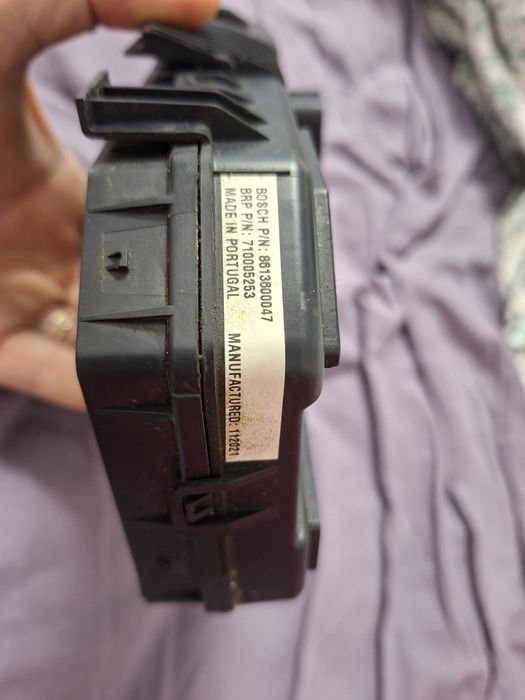 BOSCH P/N: 8613600047
BRP P/N: 710005253
MADE IN PORTUGAL
MANUFACTURED: 112021